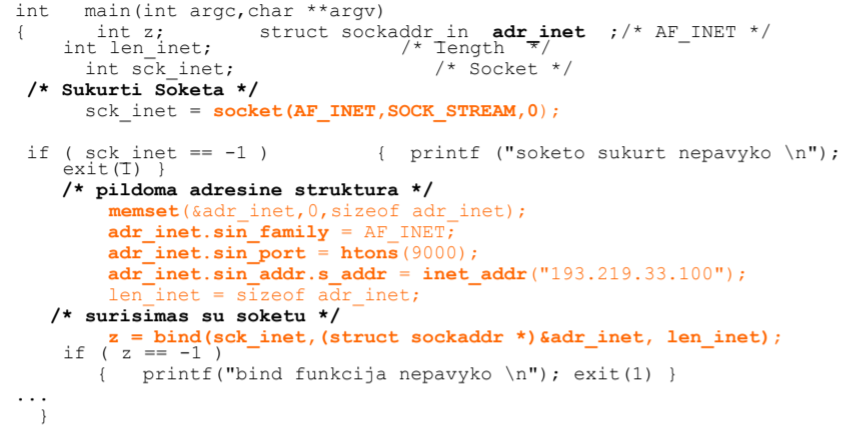 int main(int argc,char **argv)
{ int z; struct sockaddr_in adr_inet ;/* AF_INET */
int len_inet; /* length */
int sck_inet; /* Socket */
/* Sukurti Soketa */
sck_inet = socket(AF_INET,SOCK_STREAM,0);
if ( sck_inet == -1 ) { printf ("soketo sukurt nepavyko \n");
exit(1) }
/* pildoma adresine struktura */
memset(&adr_inet,0,sizeof adr_inet);
adr_inet.sin_family = AF_INET;
adr_inet.sin_port = htons(9000);
adr_inet.sin_addr.s_addr = inet_addr("193.219.33.100");
len_inet = sizeof adr_inet;
/* surisimas su soketu */
z = bind(sck_inet,(struct sockaddr *)&adr_inet, len_inet);
if ( z == -1 )
{ printf("bind funkcija nepavyko \n"); exit(1) }
...
}